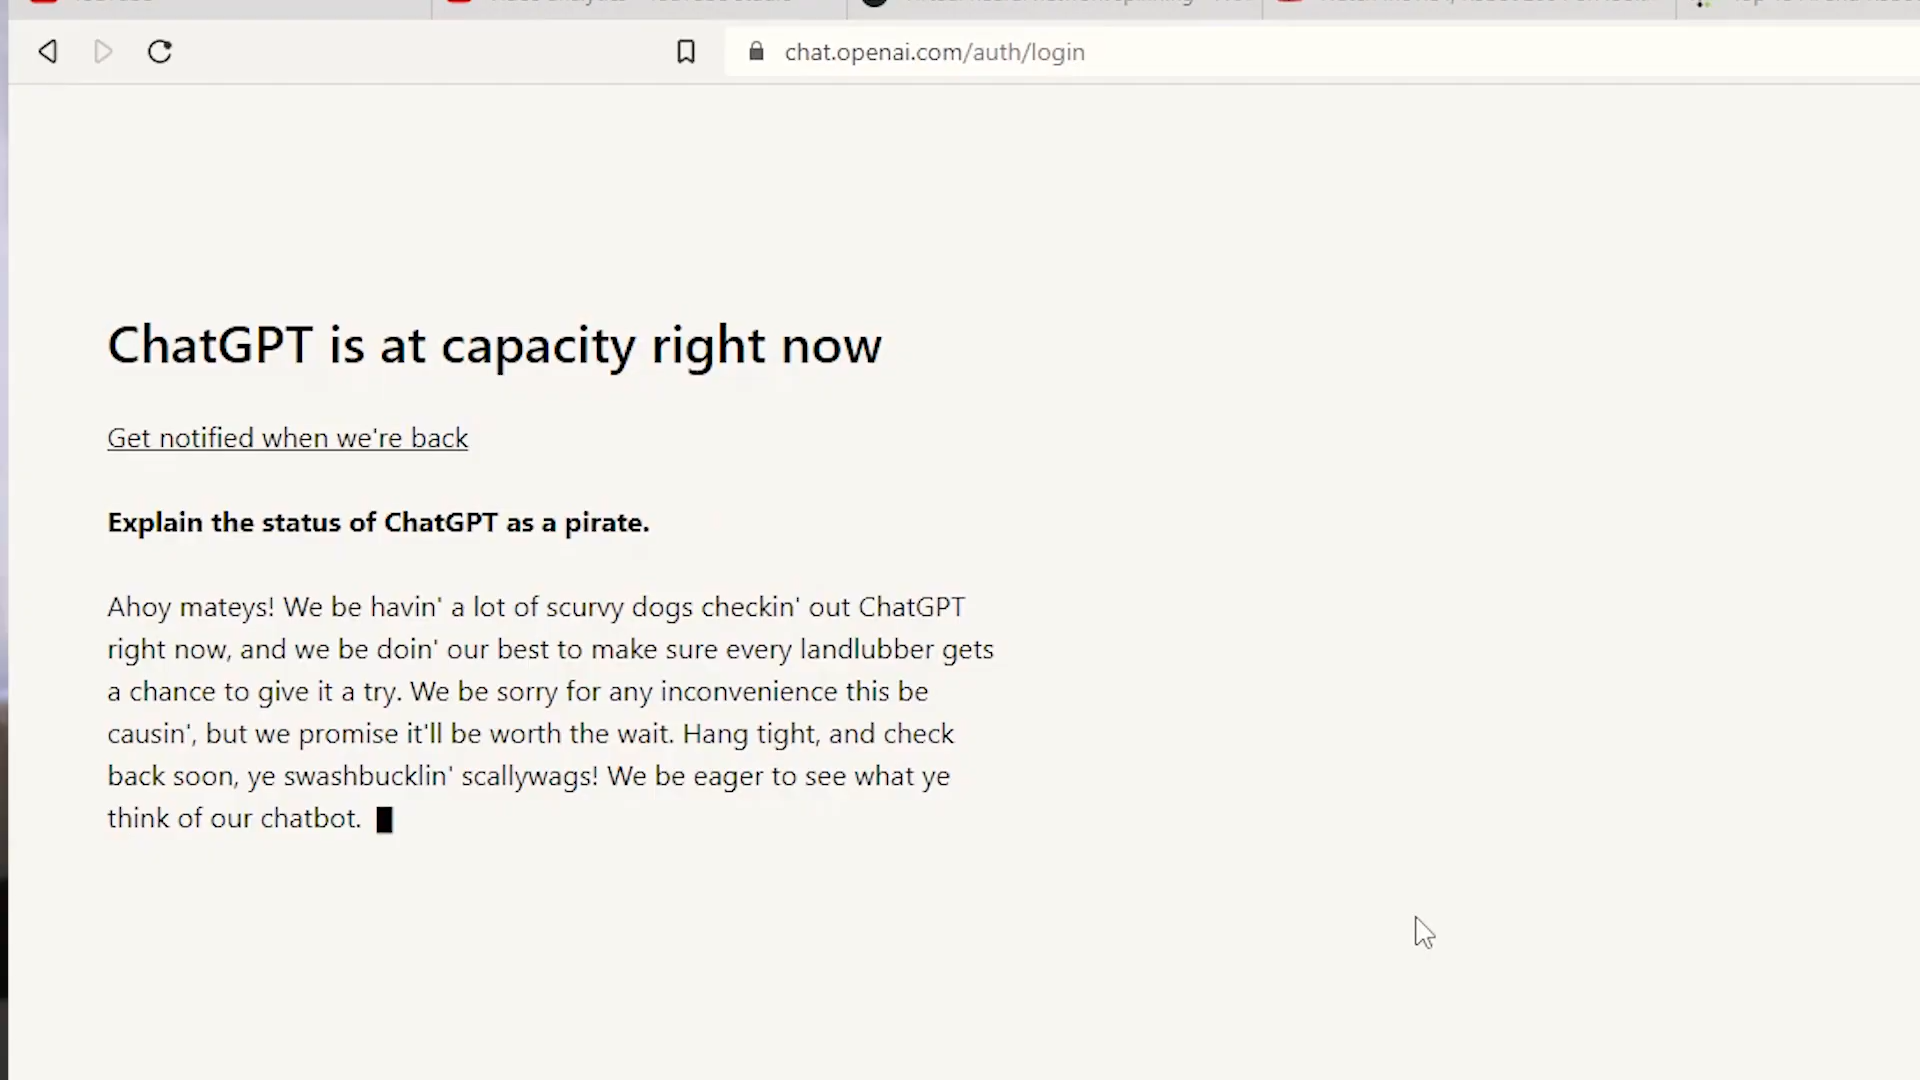 chat.openai.com/auth/login
ChatGPT is at capacity right now
Get notified when we're back
Explain the status of ChatGPT as a pirate.
Ahoy mateys! We be havin' a lot of scurvy dogs checkin' out ChatGPT
right now, and we be doin' our best to make sure every landlubber gets
a chance to give it a try. We be sorry for any inconvenience this be
causin', but we promise it'll be worth the wait. Hang tight, and check
back soon, ye swashbucklin' scallywags! We be eager to see what ye
think of our chatbot.